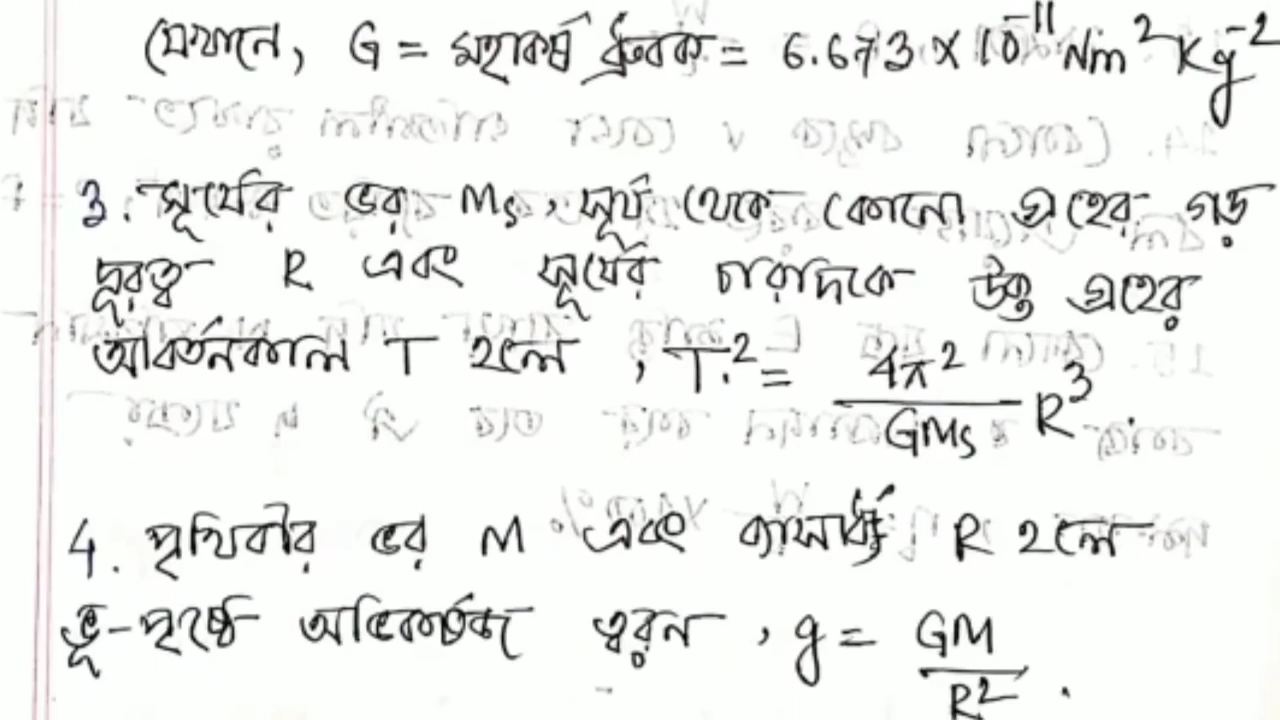 যেখানে, G = মহাকর্ষ ধ্রুবক = 6.673 × 10⁻¹¹ Nm² Kg⁻²
3. সূর্যের ভর Ms, সূর্য থেকে কোনো গ্রহের গড়
দূরত্ব R এবং সূর্যের চারদিকে উক্ত গ্রহের
আবর্তনকাল T হলে, T² = 4π²/GMs R³.
4. পৃথিবীর ভর M এবং ব্যাসার্ধ R হলে
ভূ-পৃষ্ঠে অভিকর্ষজ ত্বরন, g = GM/R².